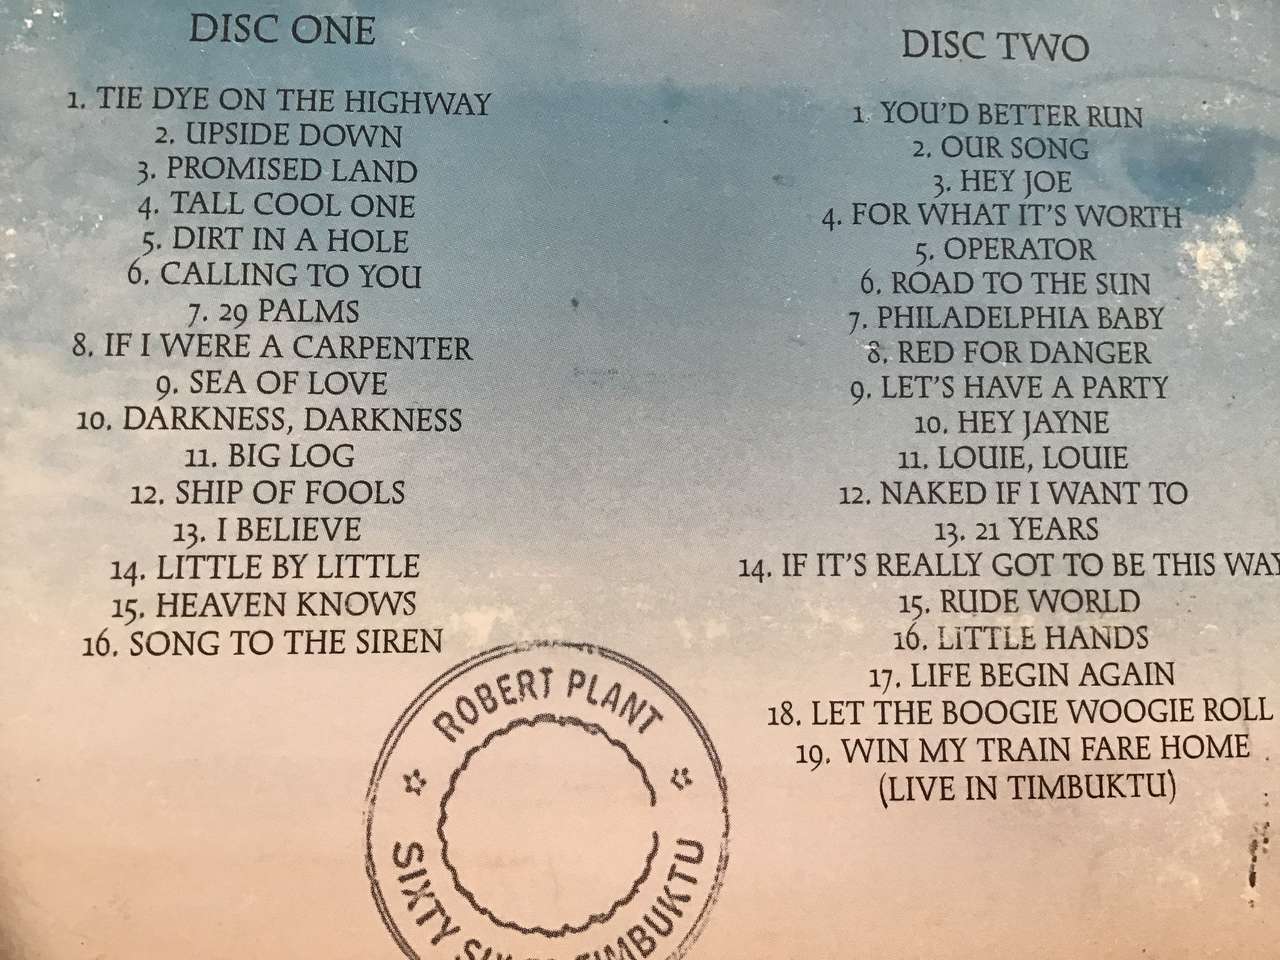 DISC ONE
1. TIE DYE ON THE HIGHWAY
2. UPSIDE DOWN
3. PROMISED LAND
4. TALL COOL ONE
5. DIRT IN A HOLE
6. CALLING TO YOU
7. 29 PALMS
8. IF I WERE A CARPENTER
9. SEA OF LOVE
10. DARKNESS, DARKNESS
11. BIG LOG
12. SHIP OF FOOLS
13. I BELIEVE
14. LITTLE BY LITTLE
15. HEAVEN KNOWS
16. SONG TO THE SIREN
DISC TWO
1. YOU'D BETTER RUN
2. OUR SONG
3. HEY JOE
4. FOR WHAT IT'S WORTH
5. OPERATOR
6. ROAD TO THE SUN
7. PHILADELPHIA BABY
8. RED FOR DANGER
9. LET'S HAVE A PARTY
10. HEY JAYNE
11. LOUIE, LOUIE
12. NAKED IF I WANT TO
13. 21 YEARS
14. IF IT'S REALLY GOT TO BE THIS WAY
15. RUDE WORLD
16. LITTLE HANDS
17. LIFE BEGIN AGAIN
18. LET THE BOOGIE WOOGIE ROLL
19. WIN MY TRAIN FARE HOME
(LIVE IN TIMBUKTU)
ROBERT PLANT
SIXTY TIMBUKTU